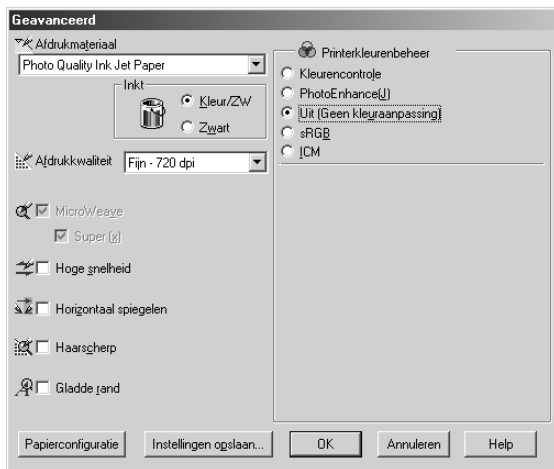 Geavanceerd
Afdrukmateriaal
Photo Quality Ink Jet Paper
Inkt
Kleur/ZW
Zwart
Afdrukkwaliteit
Fijn - 720 dpi
MicroWeave
Super (x)
Hoge snelheid
Horizontaal spiegelen
Haarscherp
Gladde rand
Printerkleurenbeheer
Kleurencontrole
PhotoEnhance(J)
Uit (Geen kleuraanpassing)
sRGB
ICM
Papierconfiguratie
Instellingen opslaan...
OK
Annuleren
Help